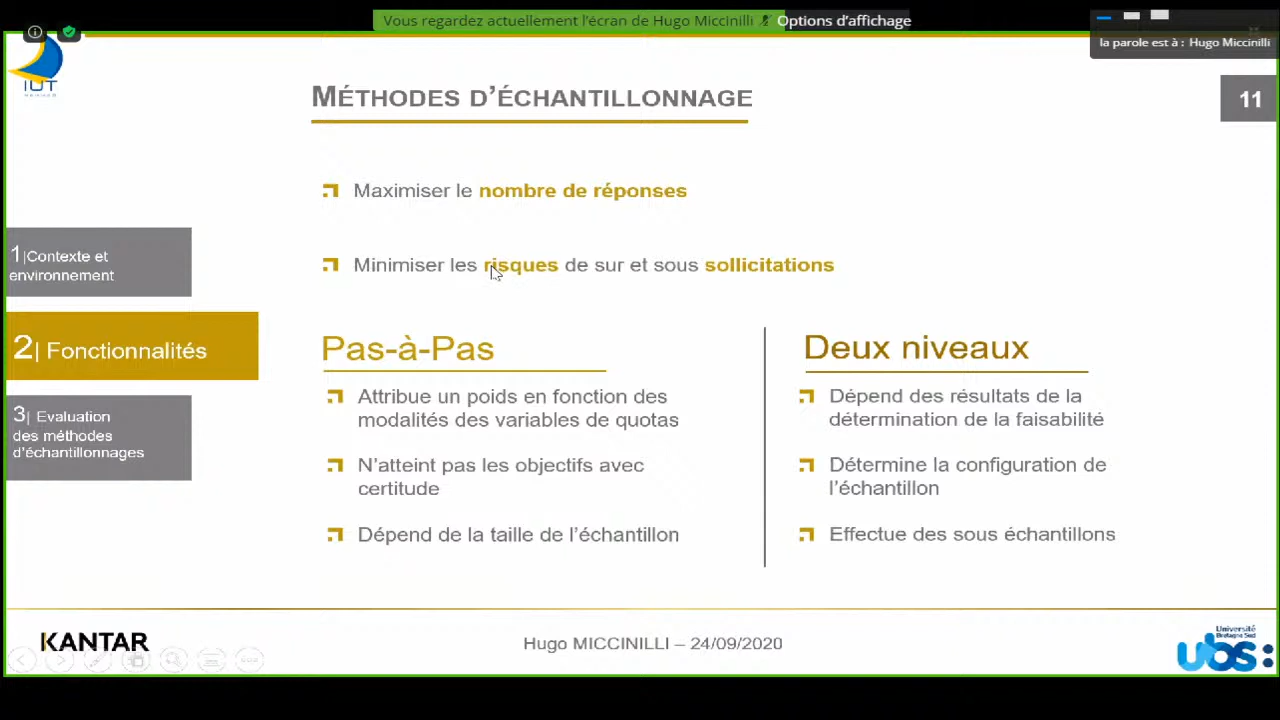 Vous regardez actuellement l'écran de Hugo Miccinilli
Options d'affichage
la parole est à : Hugo Miccinilli
IUT
MÉTHODES D'ÉCHANTILLONNAGE
11
Maximiser le nombre de réponses
Minimiser les risques de sur et sous sollicitations
1|Contexte et
environnement
2| Fonctionnalités
3| Evaluation
des méthodes
d'échantillonnages
Pas-à-Pas
Attribue un poids en fonction des
modalités des variables de quotas
N'atteint pas les objectifs avec
certitude
Dépend de la taille de l'échantillon
Deux niveaux
Dépend des résultats de la
détermination de la faisabilité
Détermine la configuration de
l'échantillon
Effectue des sous échantillons
KANTAR
Hugo MICCINILLI – 24/09/2020
Université
Bretagne Sud
ubs: